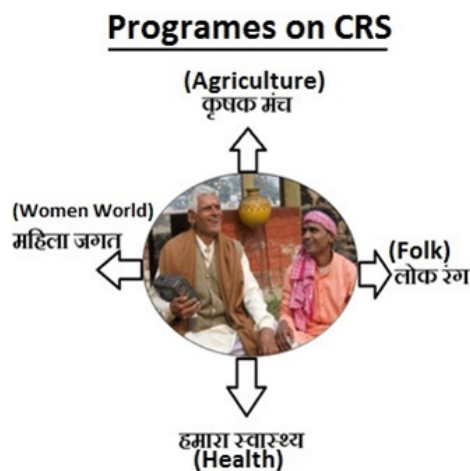 Programes on CRS
(Agriculture)
कृषक मंच
(Women World)
महिला जगत
(Folk)
लोक रंग
हमारा स्वास्थ्य
(Health)